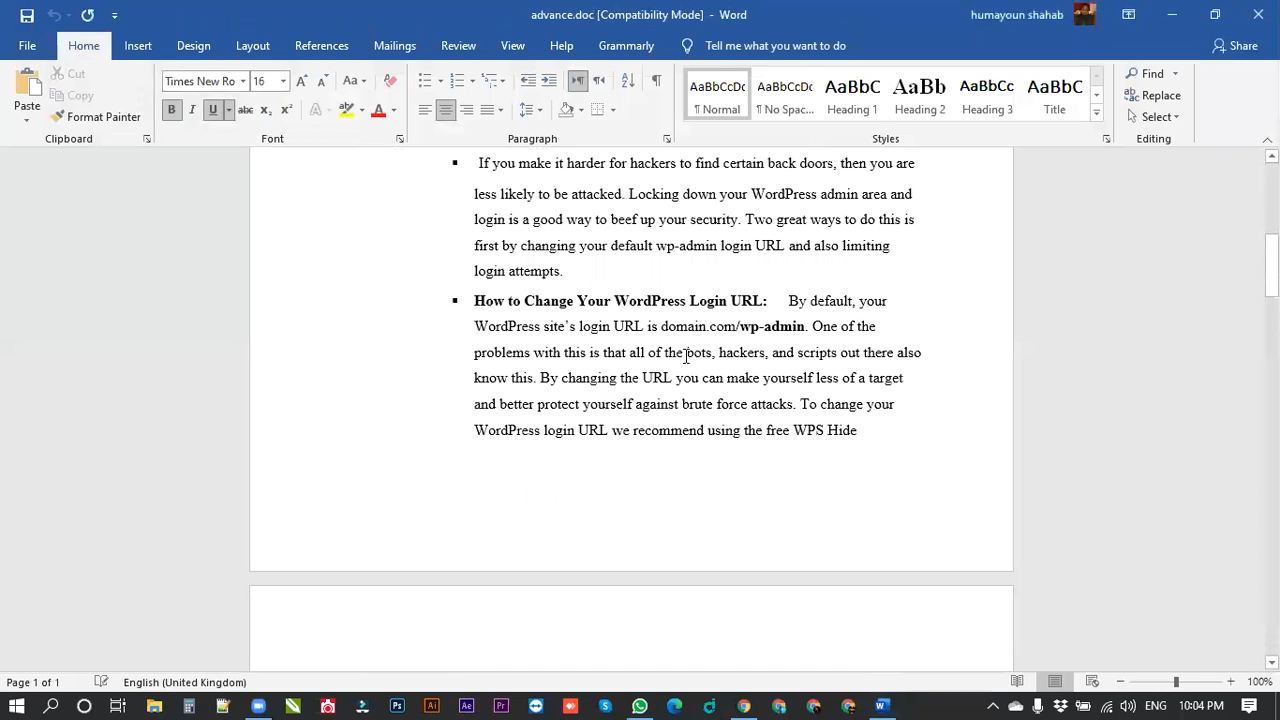 advance.doc [Compatibility Mode] - Word
humayoun shahab
File Home Insert Design Layout References Mailings Review View Help Grammarly Tell me what you want to do Share
Paste
Cut
Copy
Format Painter
Clipboard
Times New Ro 16
Aa
B I U abc x₂ x² A A
Font
Paragraph
AaBbCcDc AaBbCcDc AaBbC AaBb AaBbCc AaBbC
¶ Normal ¶ No Spac... Heading 1 Heading 2 Heading 3 Title
Styles
Find
Replace
Select
Editing
▪ If you make it harder for hackers to find certain back doors, then you are
less likely to be attacked. Locking down your WordPress admin area and
login is a good way to beef up your security. Two great ways to do this is
first by changing your default wp-admin login URL and also limiting
login attempts.
▪ How to Change Your WordPress Login URL: By default, your
WordPress site’s login URL is domain.com/wp-admin. One of the
problems with this is that all of the bots, hackers, and scripts out there also
know this. By changing the URL you can make yourself less of a target
and better protect yourself against brute force attacks. To change your
WordPress login URL we recommend using the free WPS Hide
Page 1 of 1 English (United Kingdom) 100%
Ps Ai Ae Pr
ENG 10:04 PM